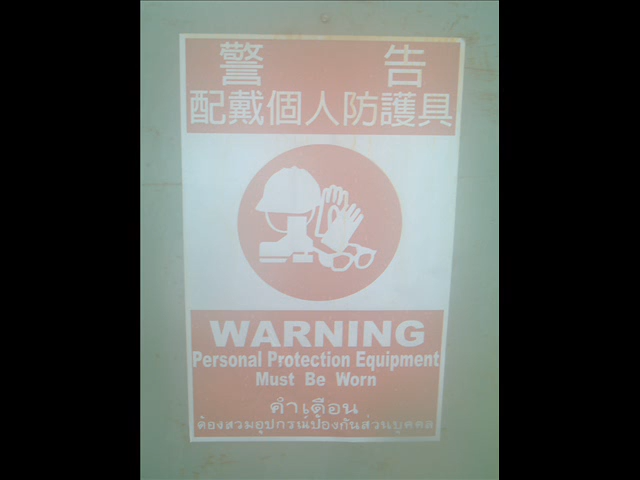 警 告
配戴個人防護具
WARNING
Personal Protection Equipment
Must Be Worn
คำเตือน
ต้องสวมอุปกรณ์ป้องกันส่วนบุคคล